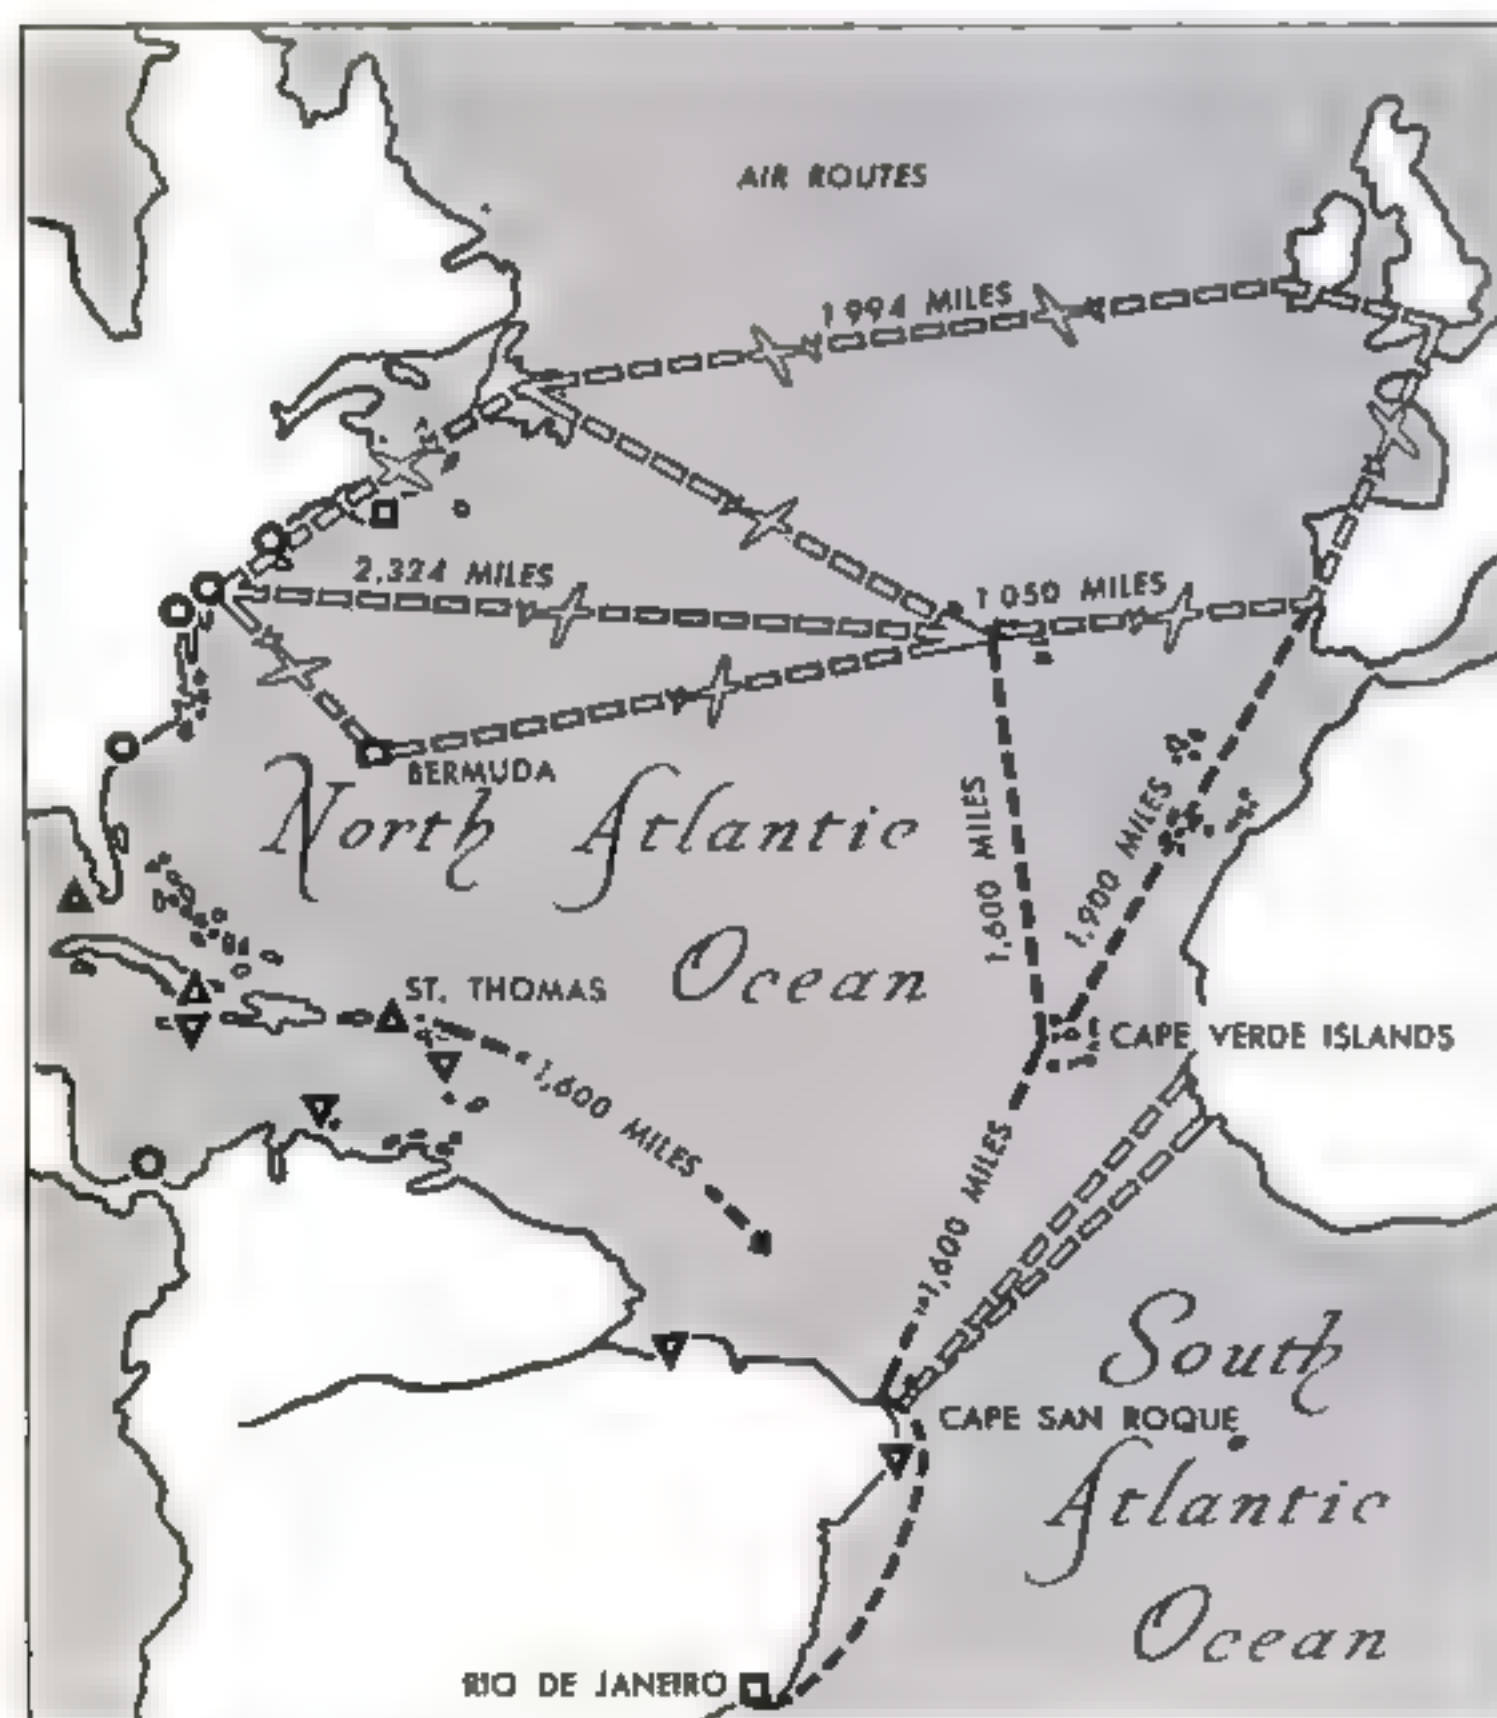 AIR ROUTES
1994 MILES
2,324 MILES
1050 MILES
BERMUDA
North Atlantic
Ocean
1,600 MILES
1,900 MILES
ST. THOMAS
CAPE VERDE ISLANDS
1,600 MILES
1,600 MILES
South
Atlantic
Ocean
CAPE SAN ROQUE
RIO DE JANEIRO